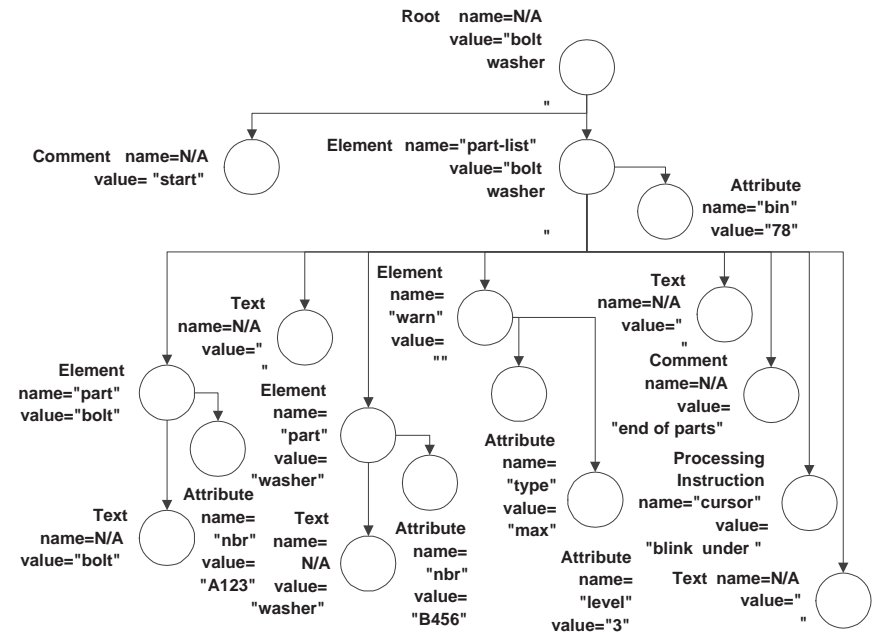 Root name=N/A
value="bolt
washer
"
Comment name=N/A
value= "start"
Element name="part-list"
value="bolt
washer
"
Attribute
name="bin"
value="78"
Element
name="part"
value="bolt"
Text
name=N/A
value="bolt"
Attribute
name=
"nbr"
value=
"A123"
Text
name=N/A
value="
"
Element
name=
"part"
value=
"washer"
Text
name=
N/A
value=
"washer"
Attribute
name=
"nbr"
value=
"B456"
Element
name=
"warn"
value=
""
Attribute
name=
"type"
value=
"max"
Attribute
name=
"level"
value="3"
Text
name=N/A
value="
"
Comment
name=N/A
value=
"end of parts"
Processing
Instruction
name="cursor"
value=
"blink under "
Text name=N/A
value="
"